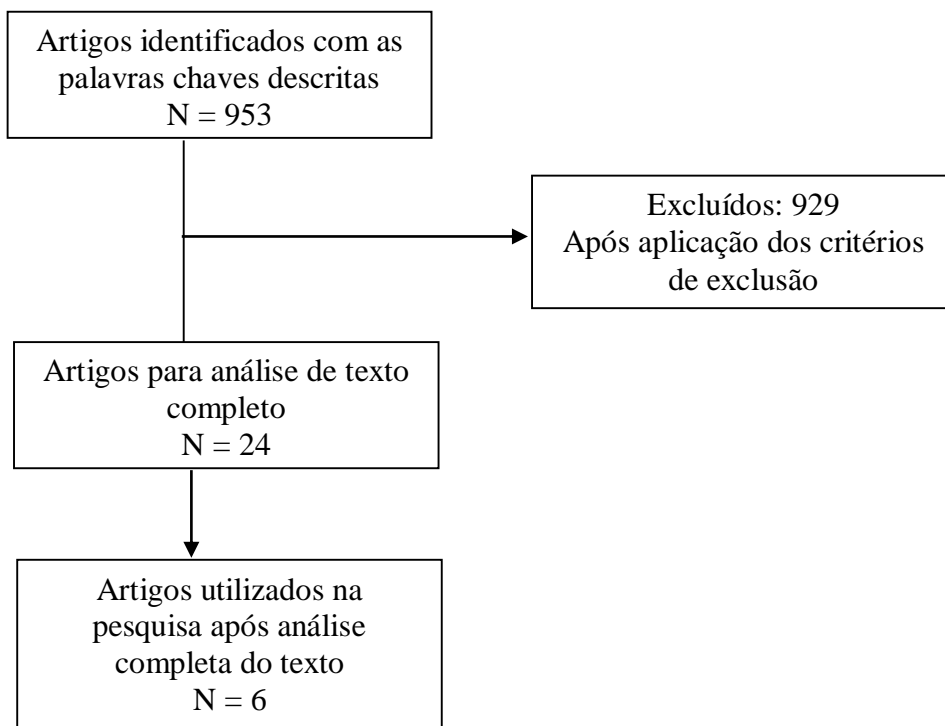 Artigos identificados com as
palavras chaves descritas
N = 953
Excluídos: 929
Após aplicação dos critérios
de exclusão
Artigos para análise de texto
completo
N = 24
Artigos utilizados na
pesquisa após análise
completa do texto
N = 6